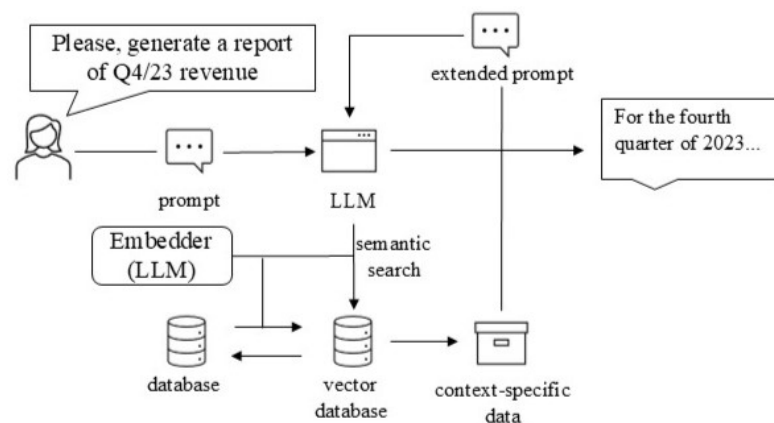 Please, generate a report
of Q4/23 revenue
extended prompt
For the fourth
quarter of 2023...
prompt
LLM
Embedder
(LLM)
semantic
search
database
vector
database
context-specific
data